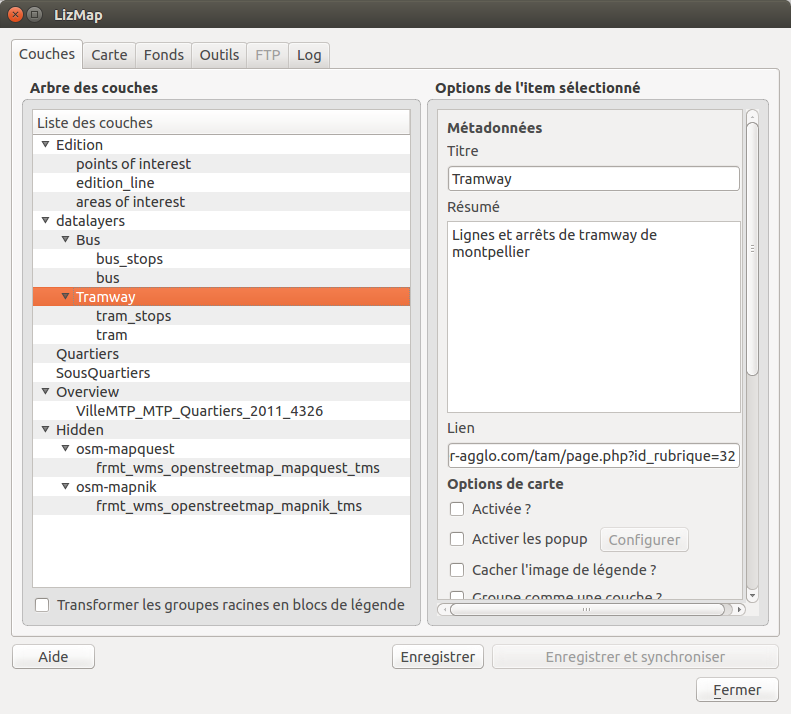 LizMap
Couches Carte Fonds Outils FTP Log
Arbre des couches
Liste des couches
Edition
points of interest
edition_line
areas of interest
datalayers
Bus
bus_stops
bus
Tramway
tram_stops
tram
Quartiers
SousQuartiers
Overview
VilleMTP_MTP_Quartiers_2011_4326
Hidden
osm-mapquest
frmt_wms_openstreetmap_mapquest_tms
osm-mapnik
frmt_wms_openstreetmap_mapnik_tms
Transformer les groupes racines en blocs de légende
Options de l'item sélectionné
Métadonnées
Titre
Tramway
Résumé
Lignes et arrêts de tramway de
montpellier
Lien
r-agglo.com/tam/page.php?id_rubrique=32
Options de carte
Activée ?
Activer les popup Configurer
Cacher l'image de légende ?
Groupe comme une couche ?
Aide Enregistrer Enregistrer et synchroniser
Fermer